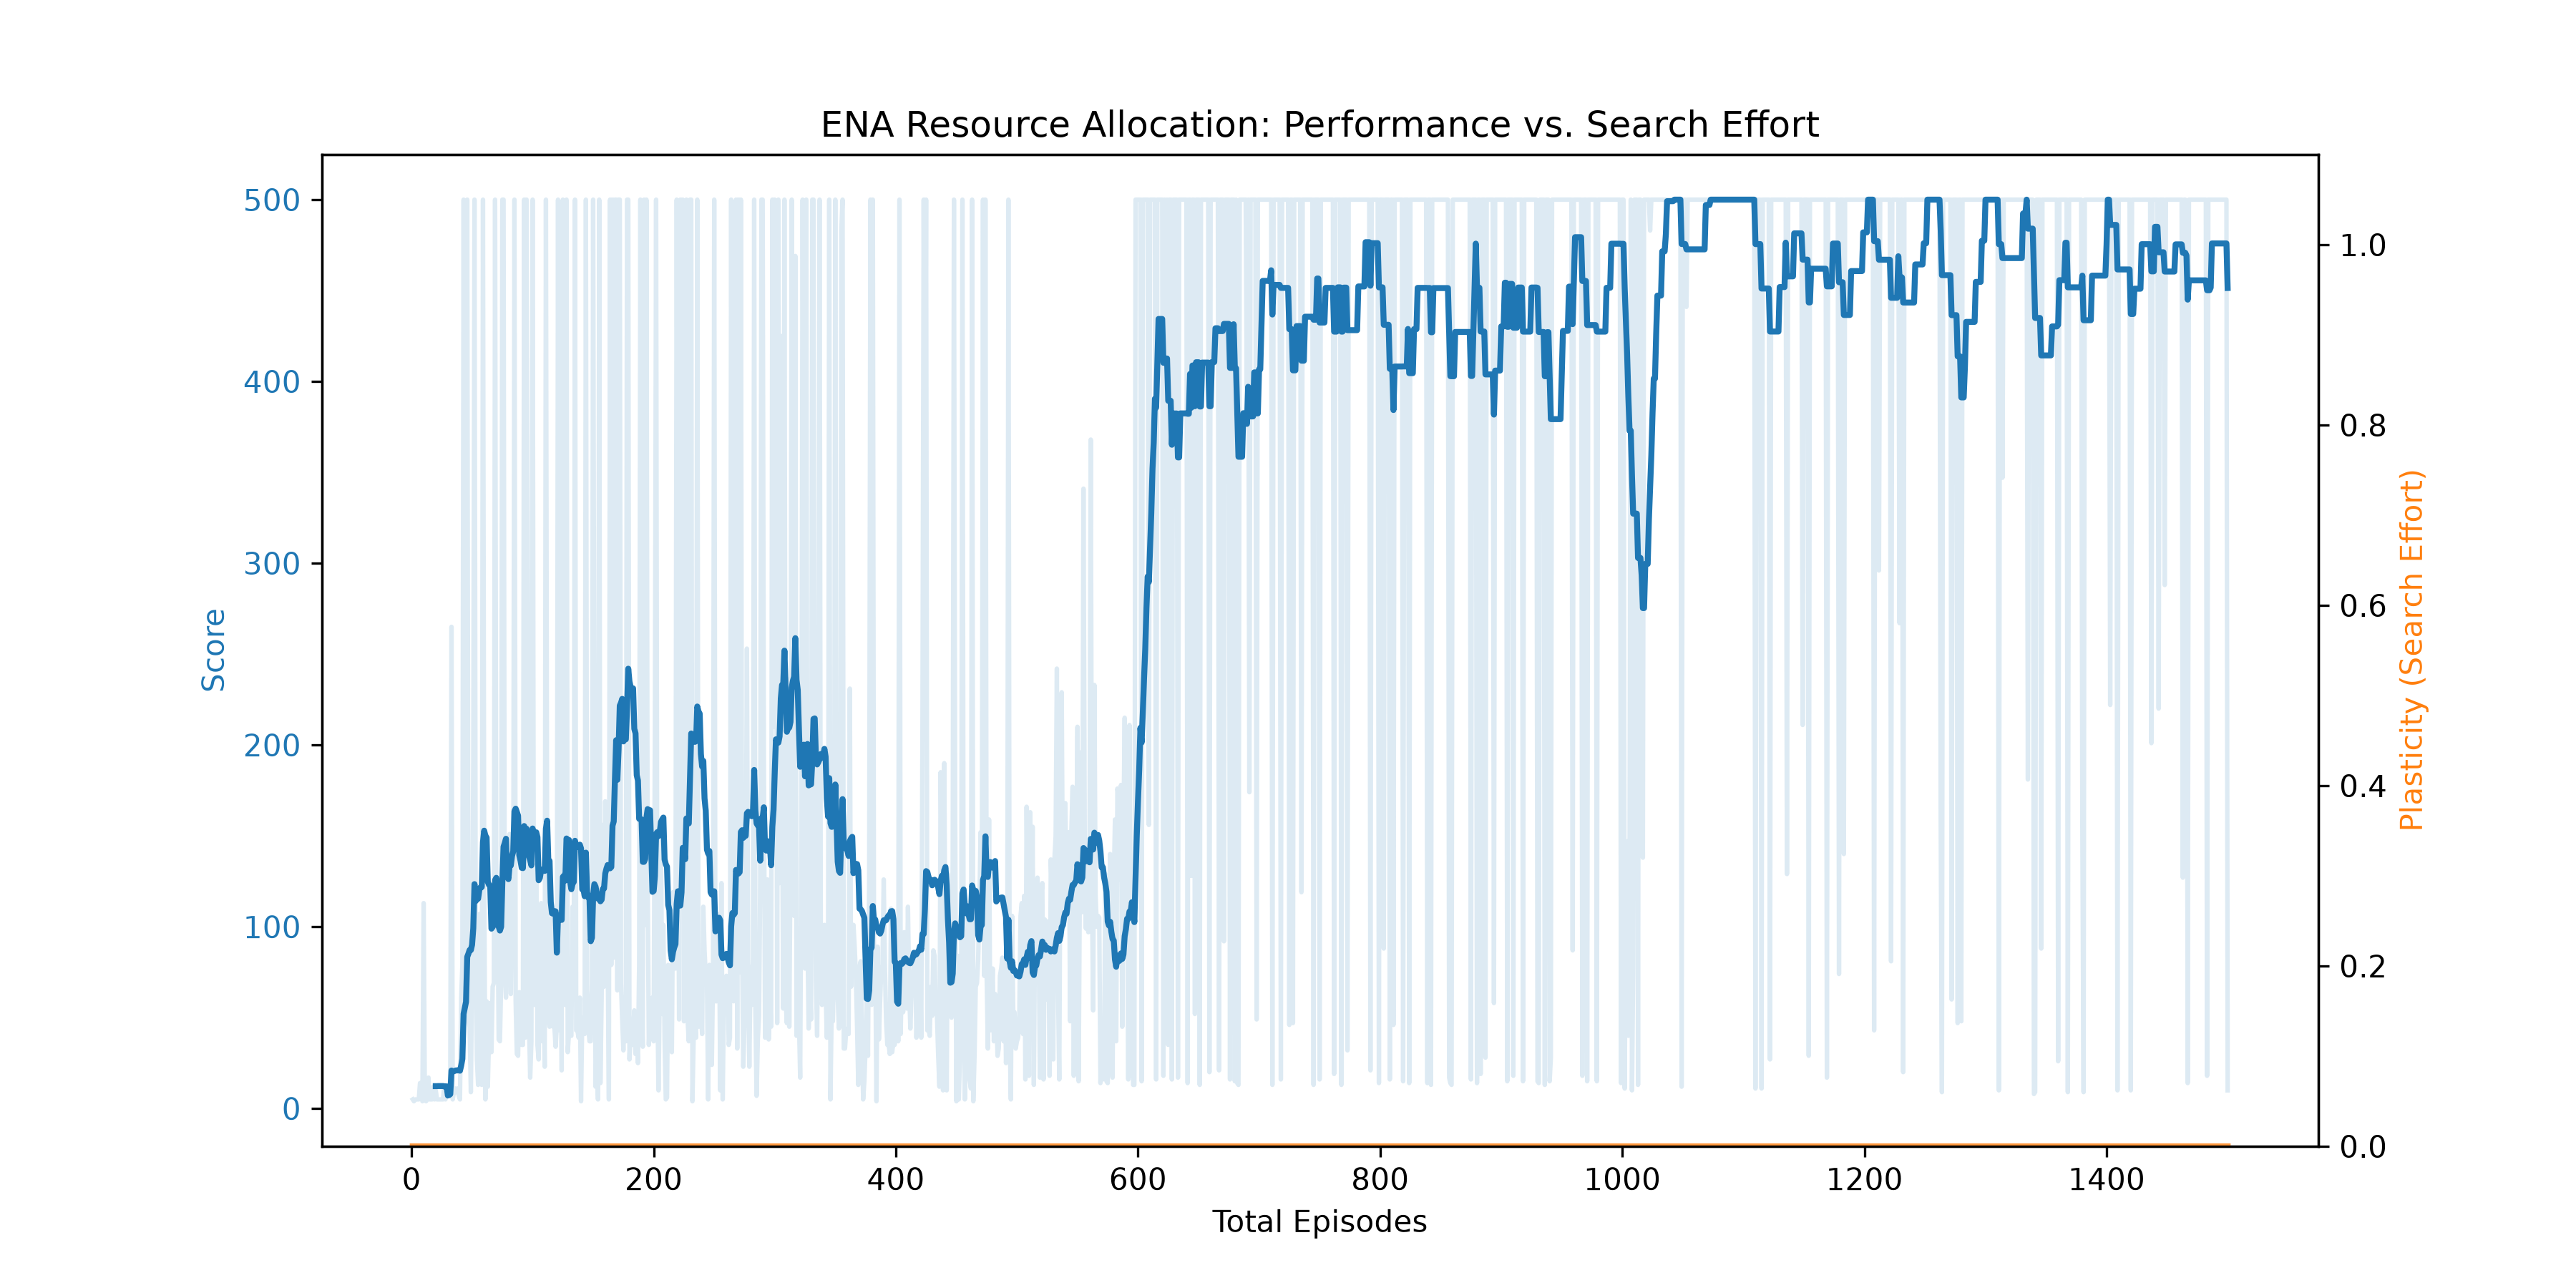 ENA Resource Allocation: Performance vs. Search Effort
500
400
300
200
100
0
Score
1.0
0.8
0.6
0.4
0.2
0.0
Plasticity (Search Effort)
0 200 400 600 800 1000 1200 1400
Total Episodes